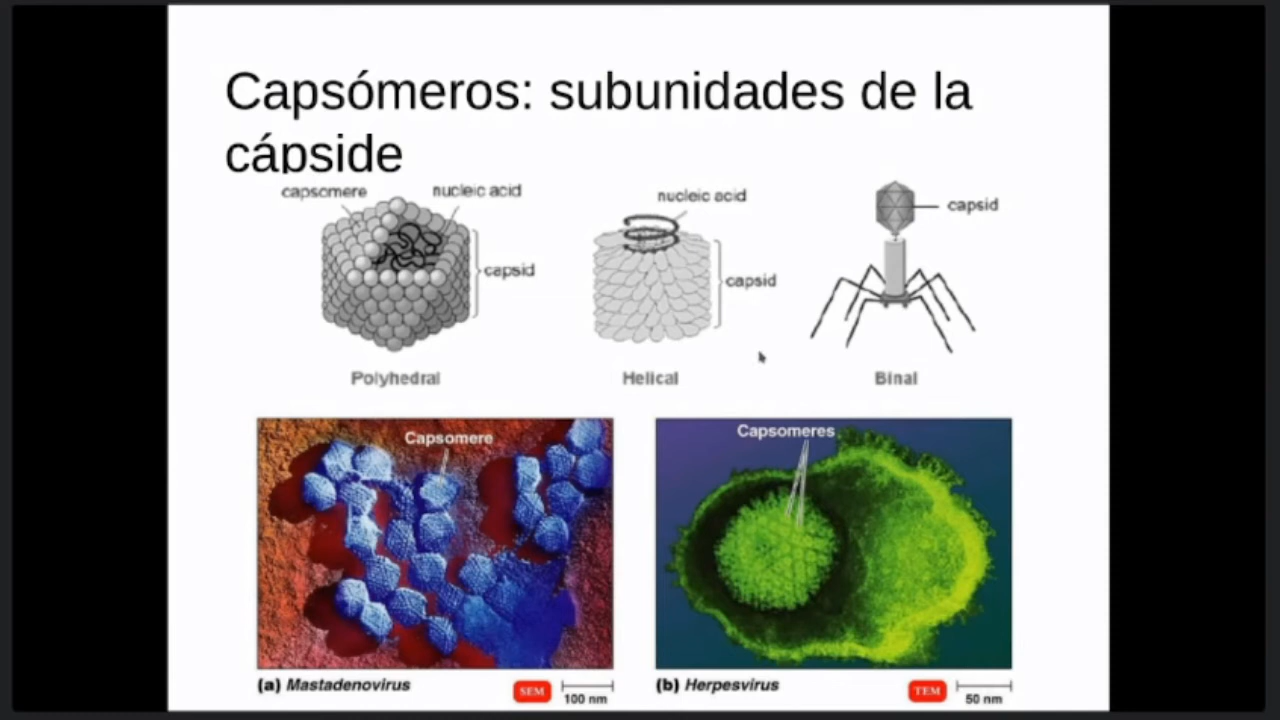 Capsómeros: subunidades de la
cápside
capsomere
nucleic acid
capsid
Polyhedral
nucleic acid
capsid
Helical
capsid
Binal
Capsomere
(a) Mastadenovirus
SEM
100 nm
Capsomeres
(b) Herpesvirus
TEM
50 nm